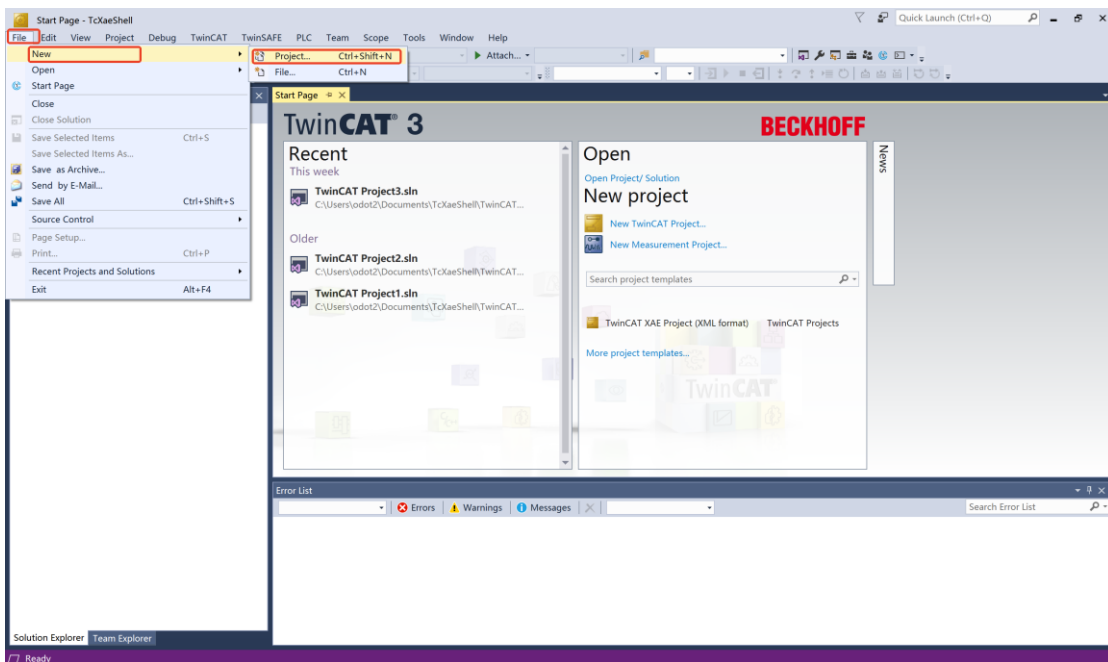 Start Page - TcXaeShell
Quick Launch (Ctrl+Q)
File Edit View Project Debug TwinCAT TwinSAFE PLC Team Scope Tools Window Help
New
Project... Ctrl+Shift+N
Attach...
Open
File... Ctrl+N
Start Page
Close
Close Solution
Save Selected Items Ctrl+S
Save Selected Items As...
Save as Archive...
Send by E-Mail...
Save All Ctrl+Shift+S
Source Control
Page Setup...
Print... Ctrl+P
Recent Projects and Solutions
Exit Alt+F4
Start Page
TwinCAT® 3
BECKHOFF
Recent
This week
TwinCAT Project3.sln
C:\Users\odot2\Documents\TcXaeShell\TwinCAT...
Older
TwinCAT Project2.sln
C:\Users\odot2\Documents\TcXaeShell\TwinCAT...
TwinCAT Project1.sln
C:\Users\odot2\Documents\TcXaeShell\TwinCAT...
Open
Open Project/ Solution
New project
New TwinCAT Project...
New Measurement Project...
Search project templates
TwinCAT XAE Project (XML format) TwinCAT Projects
More project templates...
TwinCAT
News
Error List
Errors Warnings Messages
Search Error List
Solution Explorer Team Explorer
Ready